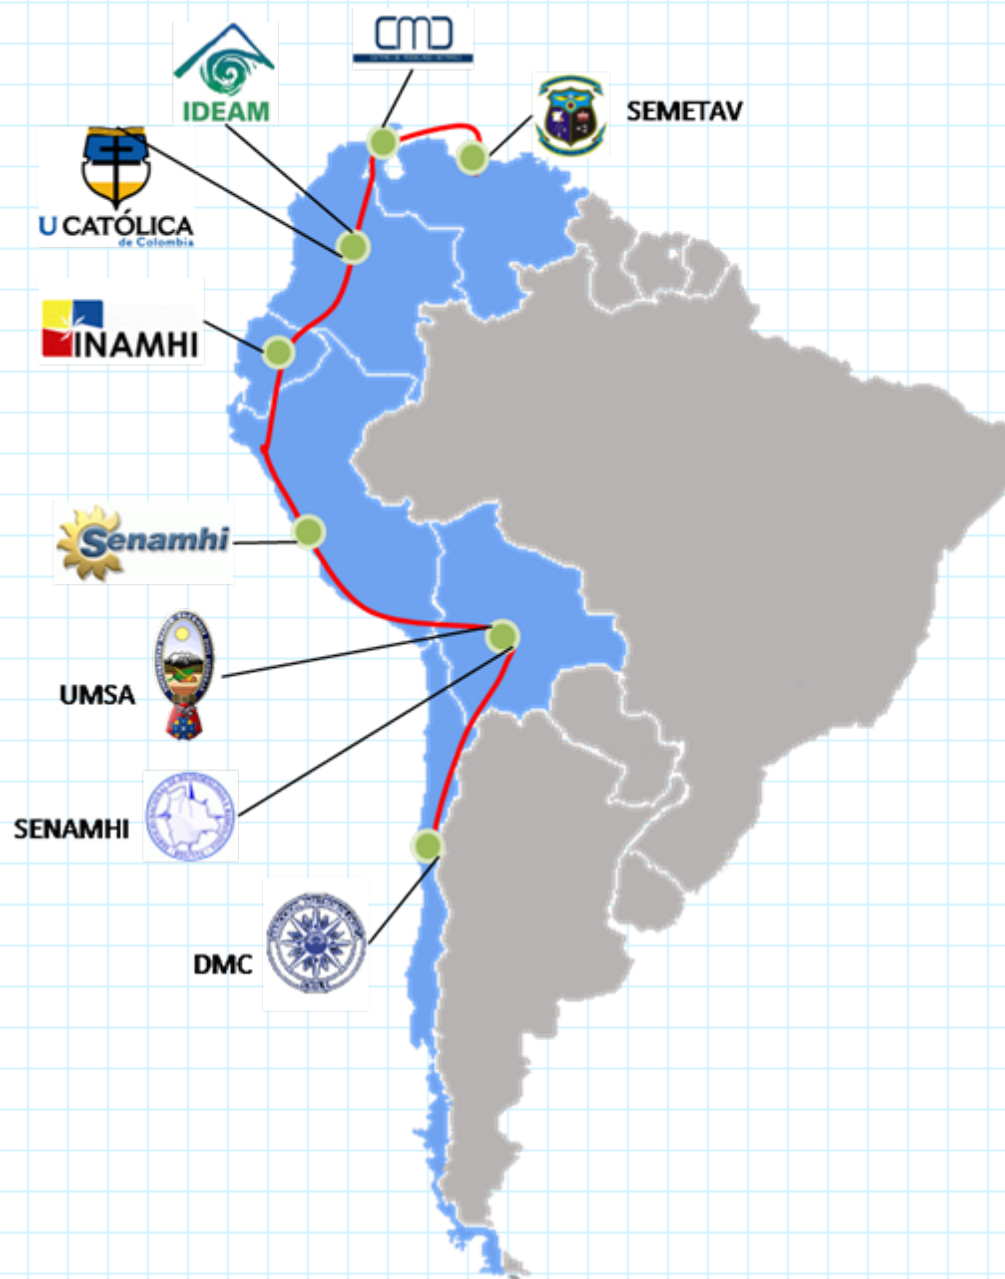 CMD
IDEAM
SEMETAV
U CATÓLICA
de Colombia
INAMHI
Senamhi
UMSA
SENAMHI
DMC